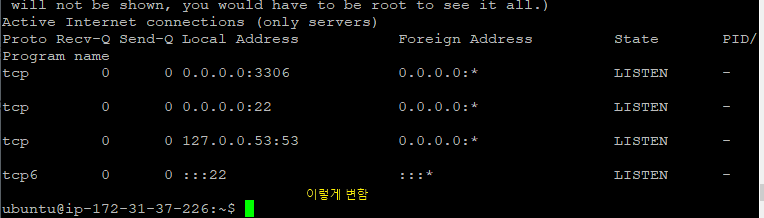 will not be shown, you would have to be root to see it all.)
Active Internet connections (only servers)
Proto Recv-Q Send-Q Local Address           Foreign Address         State       PID/
Program name
tcp        0      0 0.0.0.0:3306            0.0.0.0:*               LISTEN      -
tcp        0      0 0.0.0.0:22              0.0.0.0:*               LISTEN      -
tcp        0      0 127.0.0.53:53           0.0.0.0:*               LISTEN      -
tcp6       0      0 :::22                   :::*                    LISTEN      -
이렇게 변함
ubuntu@ip-172-31-37-226:~$